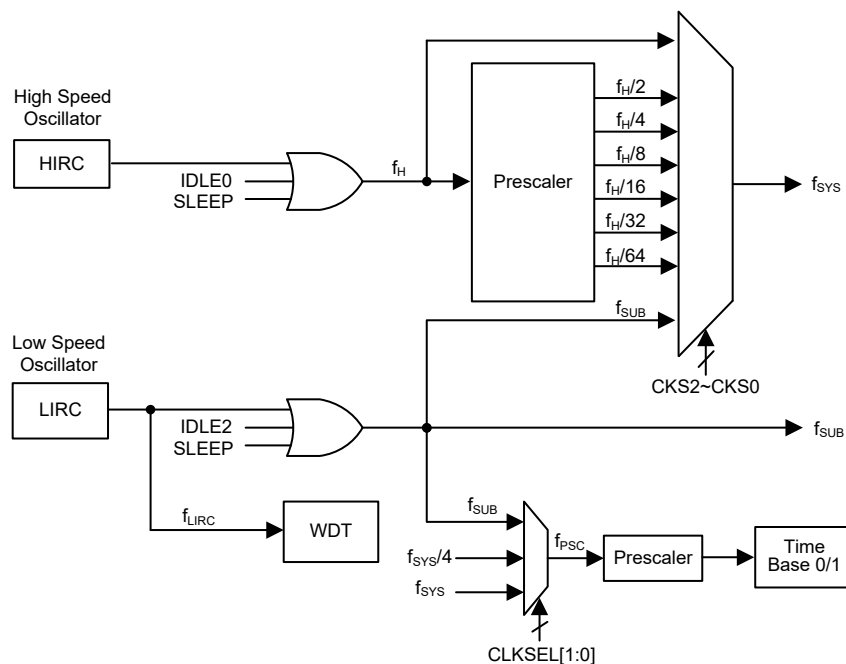 High Speed
Oscillator
HIRC
IDLE0
SLEEP
fH
Prescaler
fH/2
fH/4
fH/8
fH/16
fH/32
fH/64
fSUB
fSYS
CKS2~CKS0
Low Speed
Oscillator
LIRC
IDLE2
SLEEP
fSUB
fLIRC
WDT
fSUB
fSYS/4
fSYS
fPSC
Prescaler
Time
Base 0/1
CLKSEL[1:0]